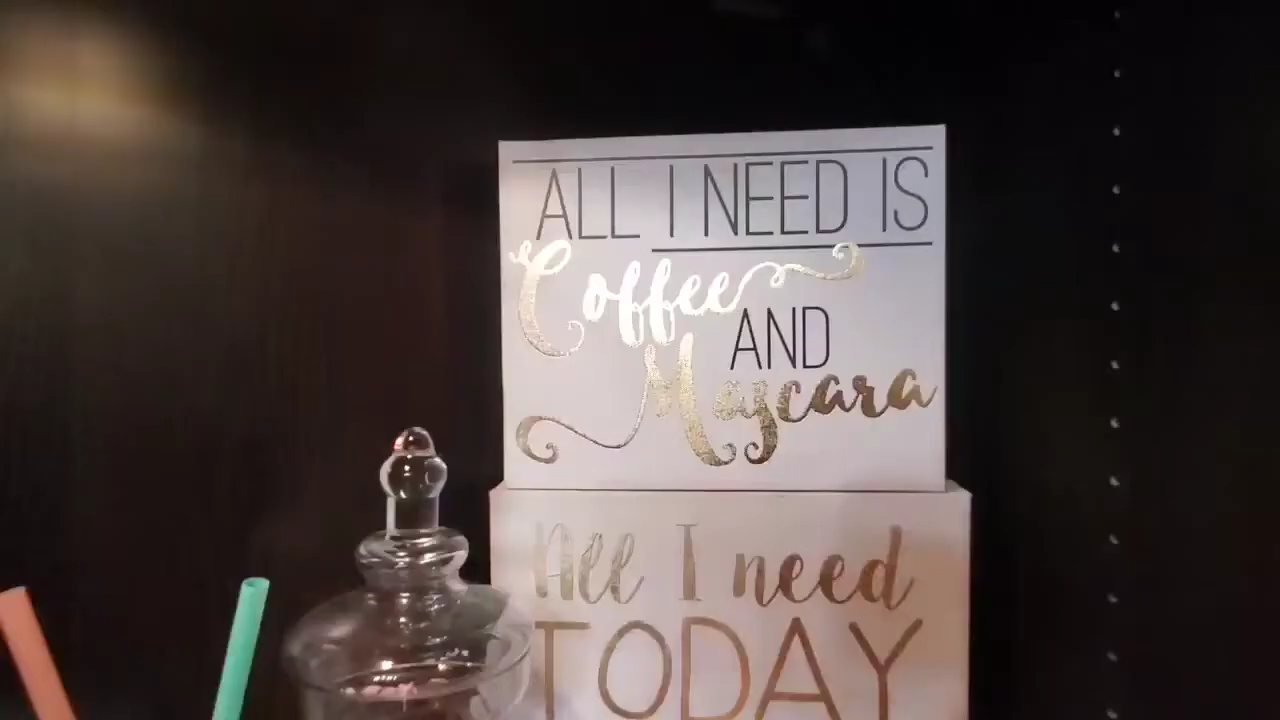 ALL I NEED IS
Coffee
AND
Mascara
All I need
TODAY